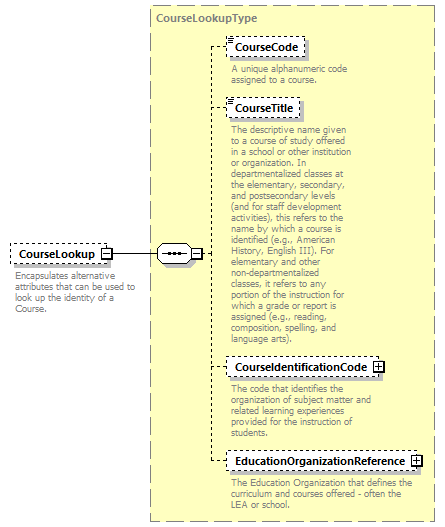 CourseLookupType
CourseCode
A unique alphanumeric code
assigned to a course.
CourseTitle
The descriptive name given
to a course of study offered
in a school or other institution
or organization. In
departmentalized classes at
the elementary, secondary,
and postsecondary levels
(and for staff development
activities), this refers to the
name by which a course is
identified (e.g., American
History, English III). For
elementary and other
non-departmentalized
classes, it refers to any
portion of the instruction for
which a grade or report is
assigned (e.g., reading,
composition, spelling, and
language arts).
CourseLookup
Encapsulates alternative
attributes that can be used to
look up the identity of a
Course.
CourseIdentificationCode
The code that identifies the
organization of subject matter and
related learning experiences
provided for the instruction of
students.
EducationOrganizationReference
The Education Organization that defines the
curriculum and courses offered - often the
LEA or school.